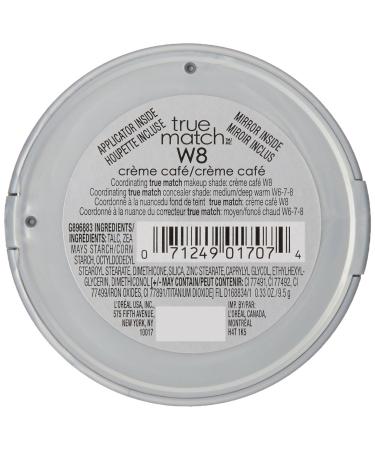 APPLICATOR INSIDE
HOUPETTE INCLUSE
true
match
MIRROR INSIDE
MIROIR INCLUS
W8
crème café/crème café
Coordinating true match makeup shade: crème café W8
Coordinating true match concealer shade: medium/deep warm W6-7-8
Coordonné à la nuancedu fond de teint true match: crème café W8
Coordonné à la nuance du correcteur true match: moyen/foncé chaud W6-7-8
G896883 INGREDIENTS/
INGRÉDIENTS: TALC, ZEA
MAYS STARCH/CORN
STARCH, OCTYLDODECYL
STEAROYL STEARATE, DIMETHICONE, SILICA, ZINC STEARATE, CAPRYLYL GLYCOL, ETHYLHEXYL-
GLYCERIN, DIMETHICONOL [+/- MAY CONTAIN/PEUT CONTENIR: CI 77491, CI 77492, CI
77499/IRON OXIDES, CI 77891/TITANIUM DIOXIDE] FIL D168834/1 0.33 OZ/9.5 g
0 71249 01707 4
L'ORÉAL USA, INC.,
575 FIFTH AVENUE,
NEW YORK, NY
10017
IMP. BY/PAR:
L'ORÉAL CANADA,
MONTRÉAL
H4T 1K5